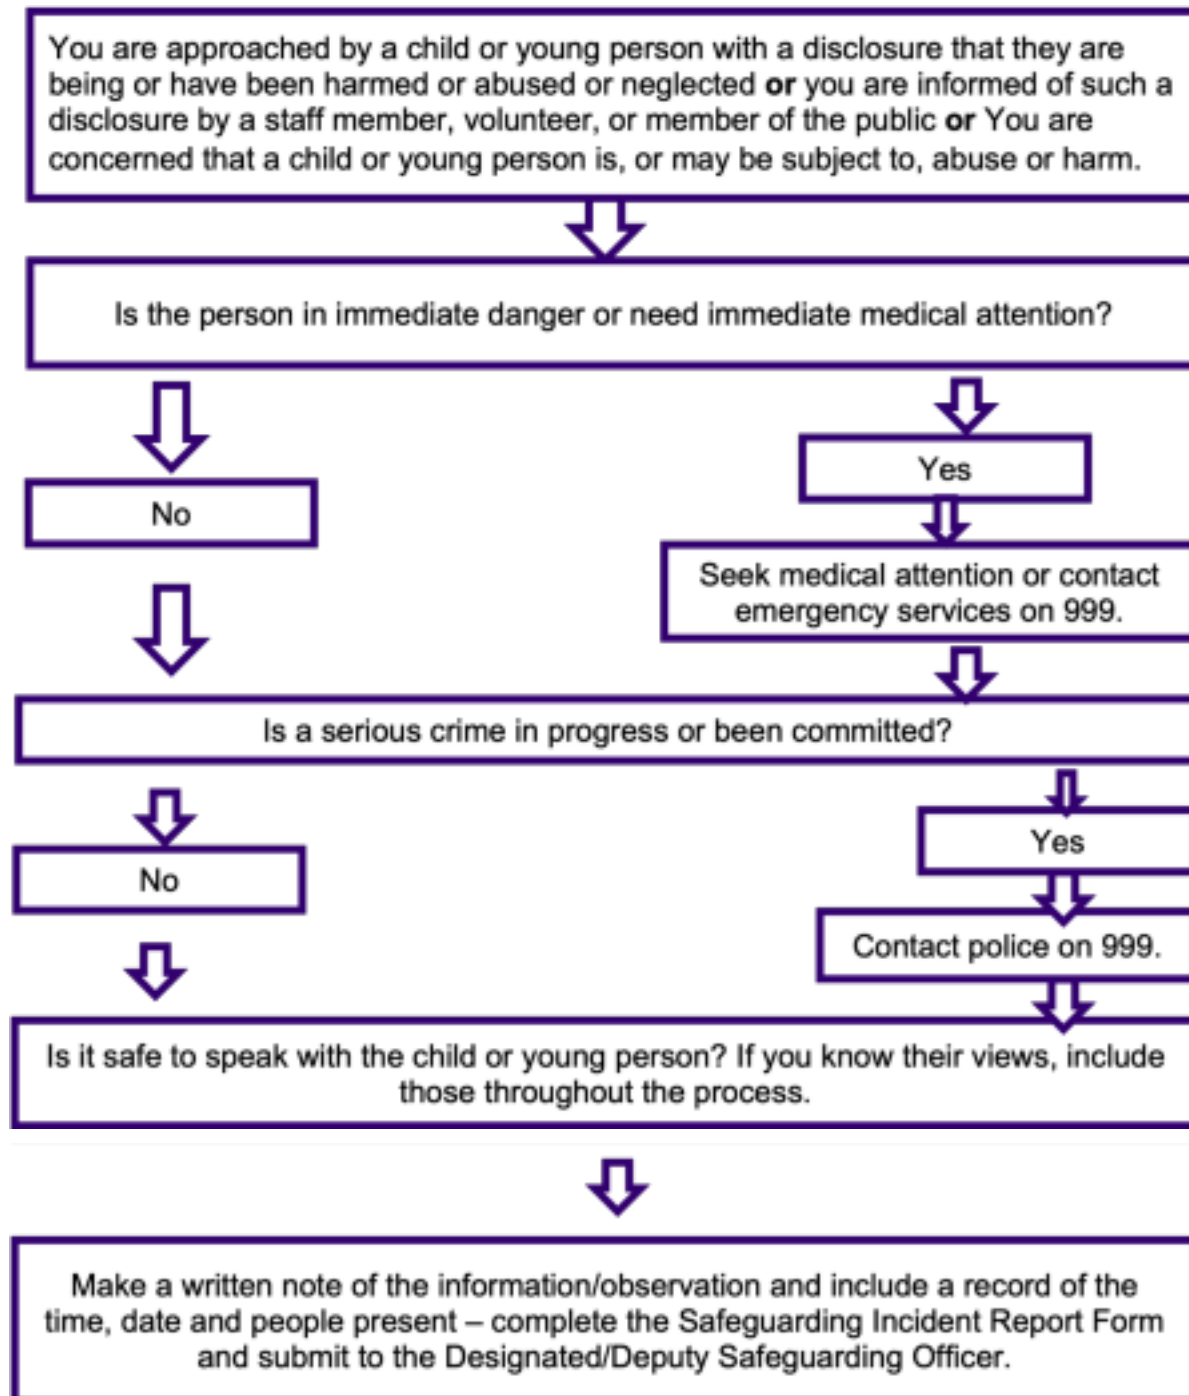 You are approached by a child or young person with a disclosure that they are
being or have been harmed or abused or neglected or you are informed of such a
disclosure by a staff member, volunteer, or member of the public or You are
concerned that a child or young person is, or may be subject to, abuse or harm.
Is the person in immediate danger or need immediate medical attention?
No
Yes
Seek medical attention or contact
emergency services on 999.
Is a serious crime in progress or been committed?
No
Yes
Contact police on 999.
Is it safe to speak with the child or young person? If you know their views, include
those throughout the process.
Make a written note of the information/observation and include a record of the
time, date and people present – complete the Safeguarding Incident Report Form
and submit to the Designated/Deputy Safeguarding Officer.